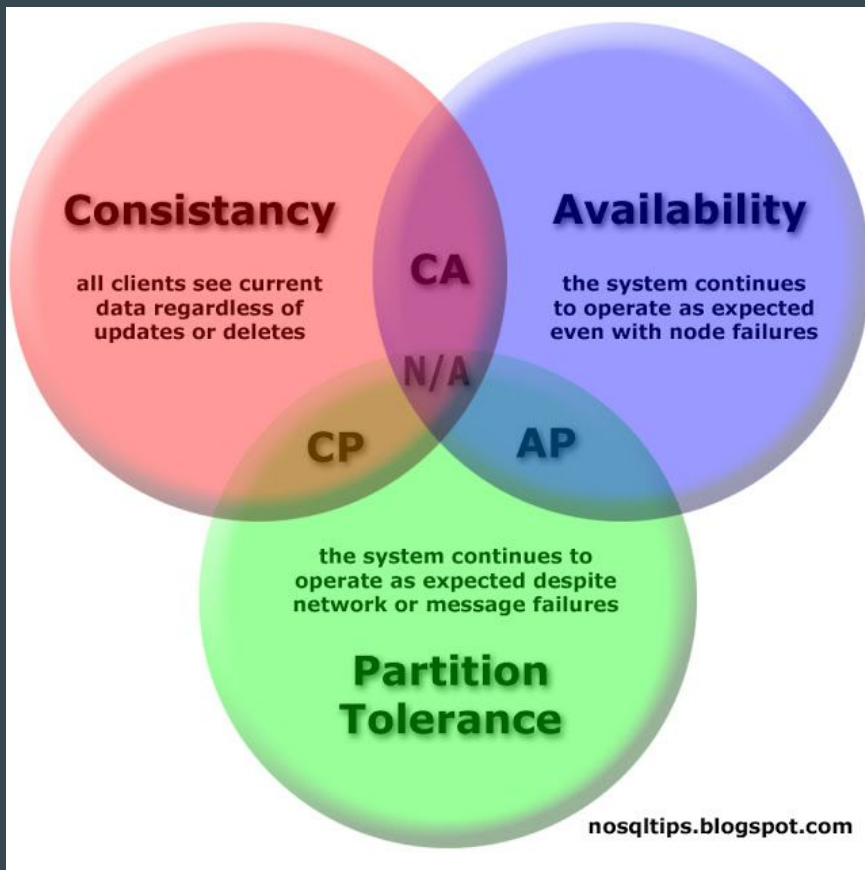 Consistancy
all clients see current
data regardless of
updates or deletes
Availability
the system continues
to operate as expected
even with node failures
CA
N/A
CP
AP
the system continues to
operate as expected despite
network or message failures
Partition
Tolerance
nosqltips.blogspot.com